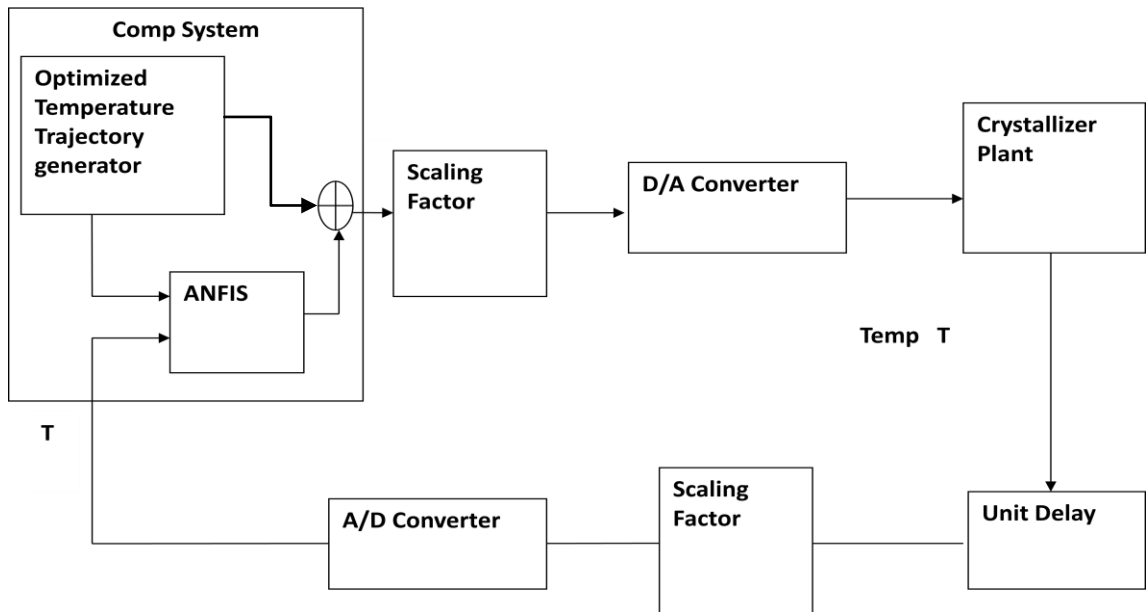 Comp System
Optimized
Temperature
Trajectory
generator
ANFIS
Scaling
Factor
D/A Converter
Crystallizer
Plant
Temp T
T
A/D Converter
Scaling
Factor
Unit Delay